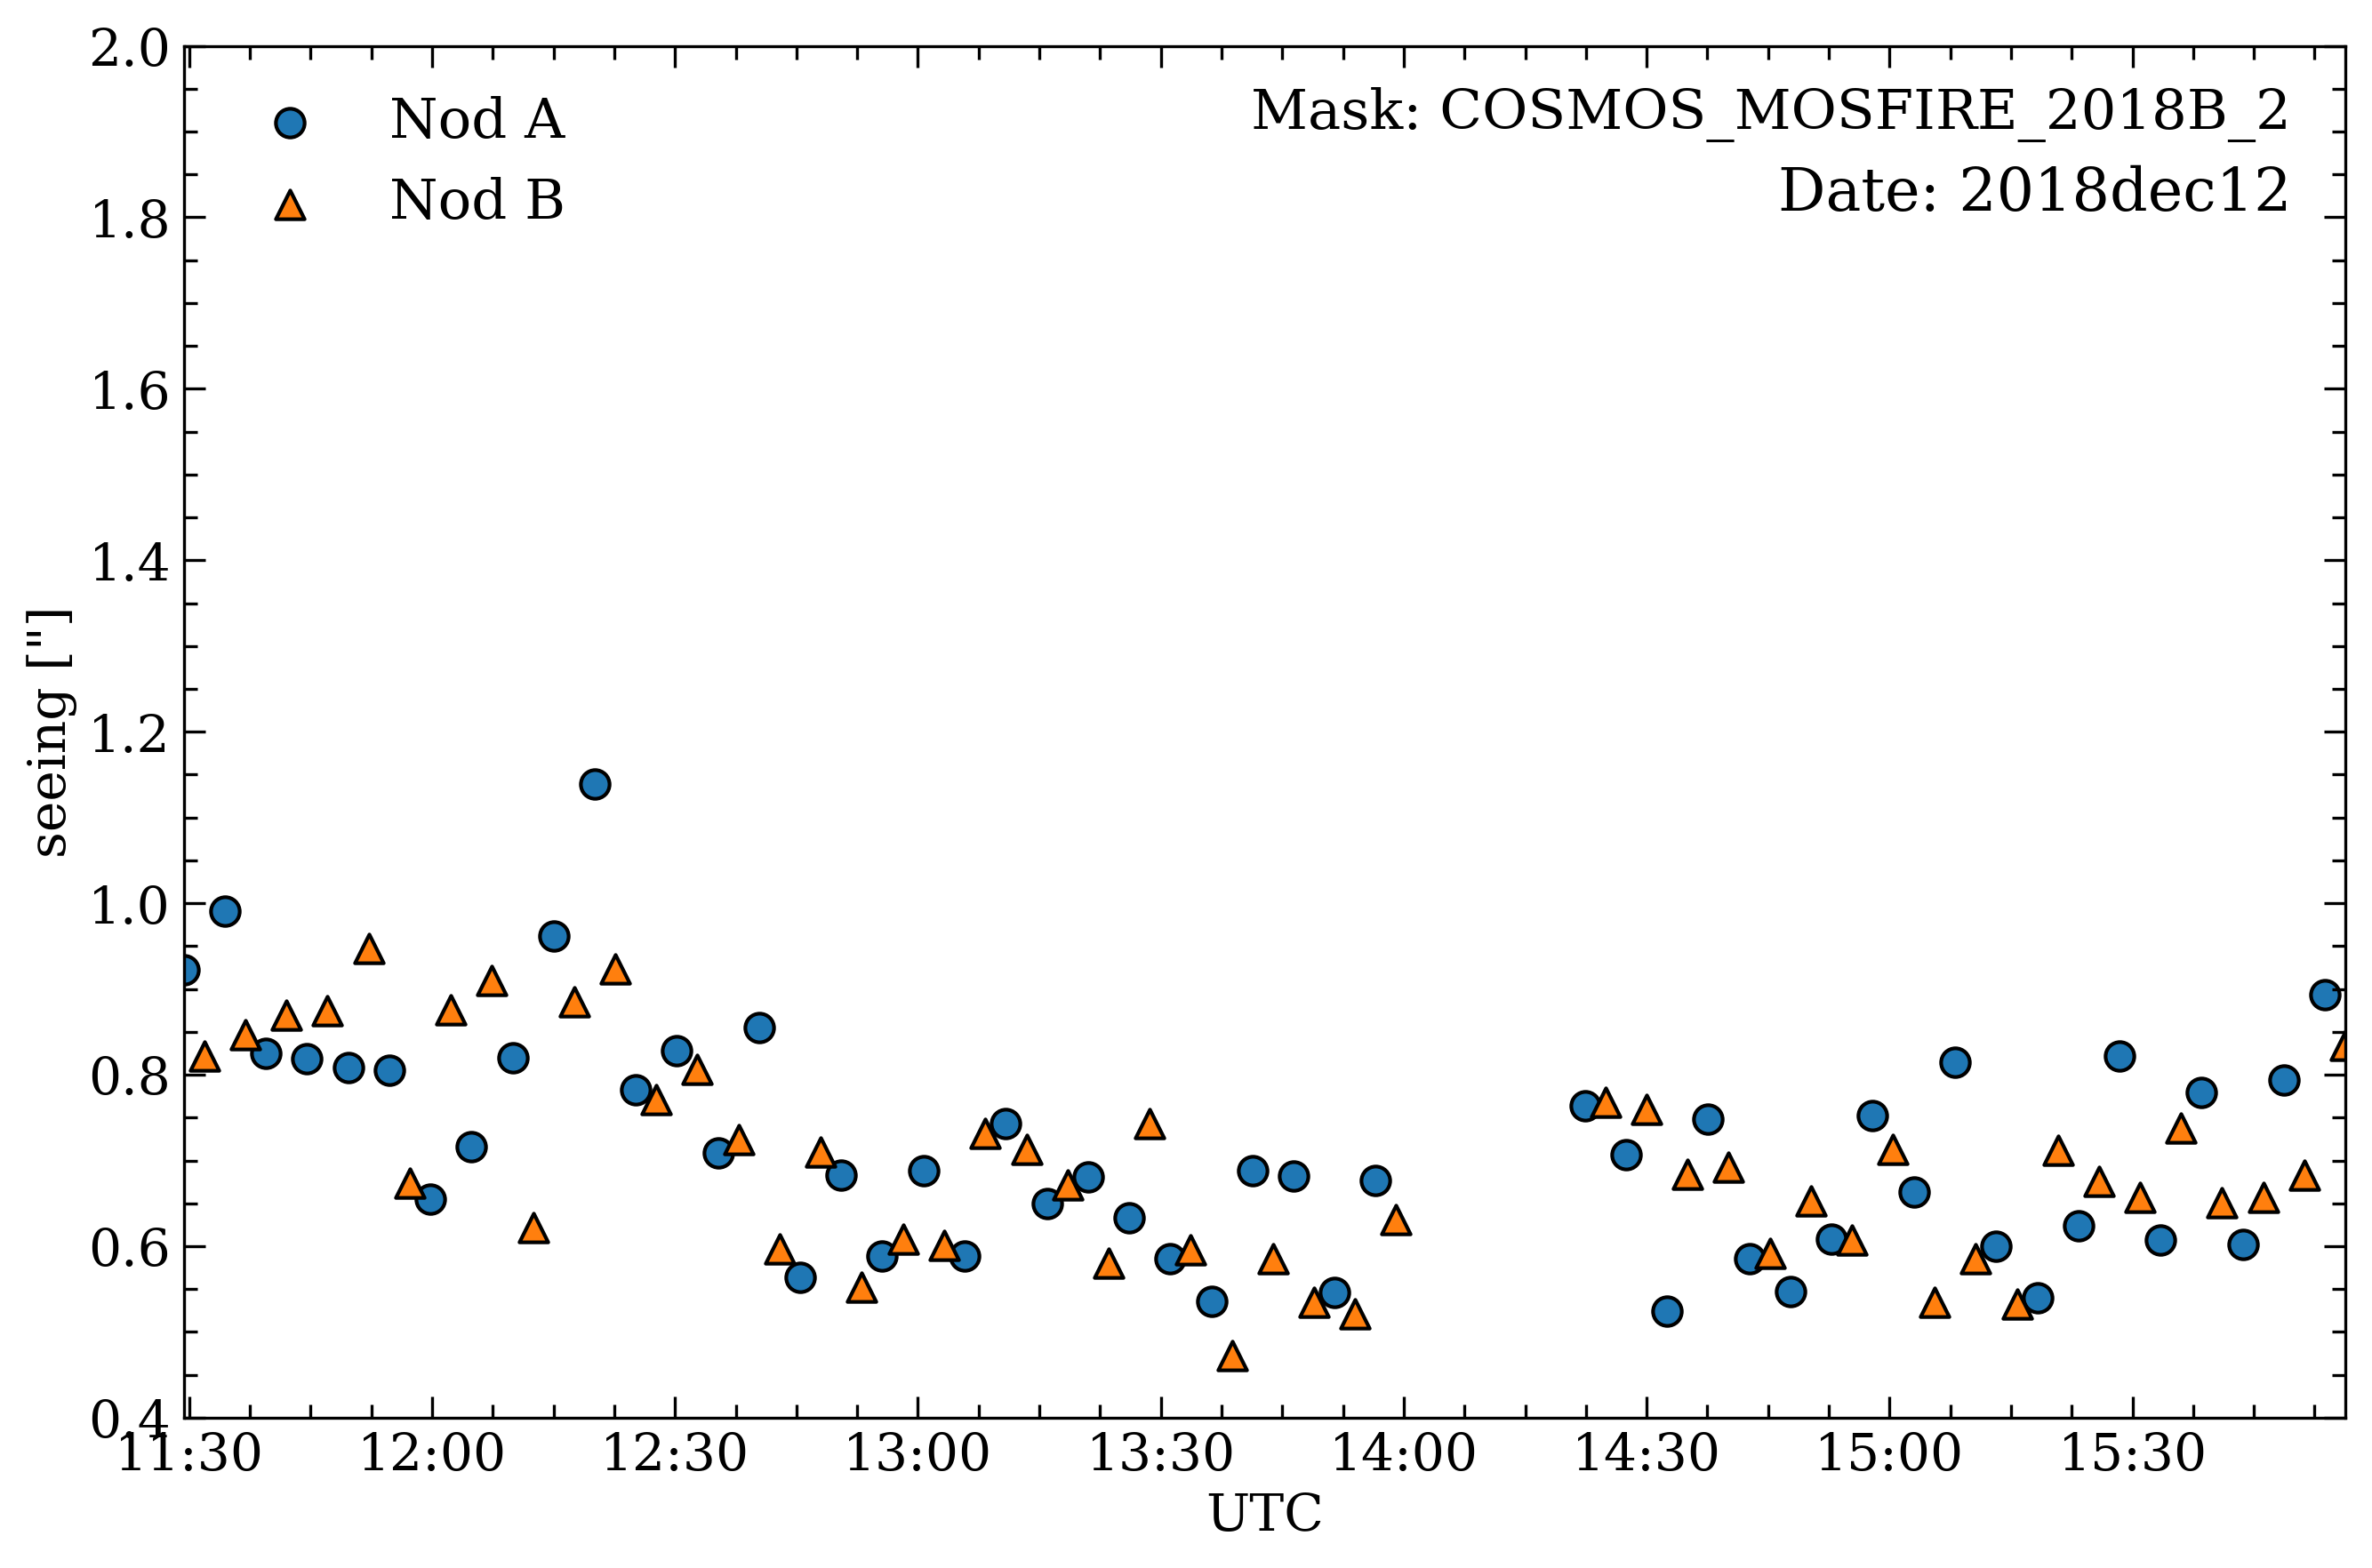 2.0
1.8
1.6
1.4
1.2
1.0
0.8
0.6
0.4
seeing ["]
Nod A
Nod B
Mask: COSMOS_MOSFIRE_2018B_2
Date: 2018dec12
11:30 12:00 12:30 13:00 13:30 14:00 14:30 15:00 15:30
UTC